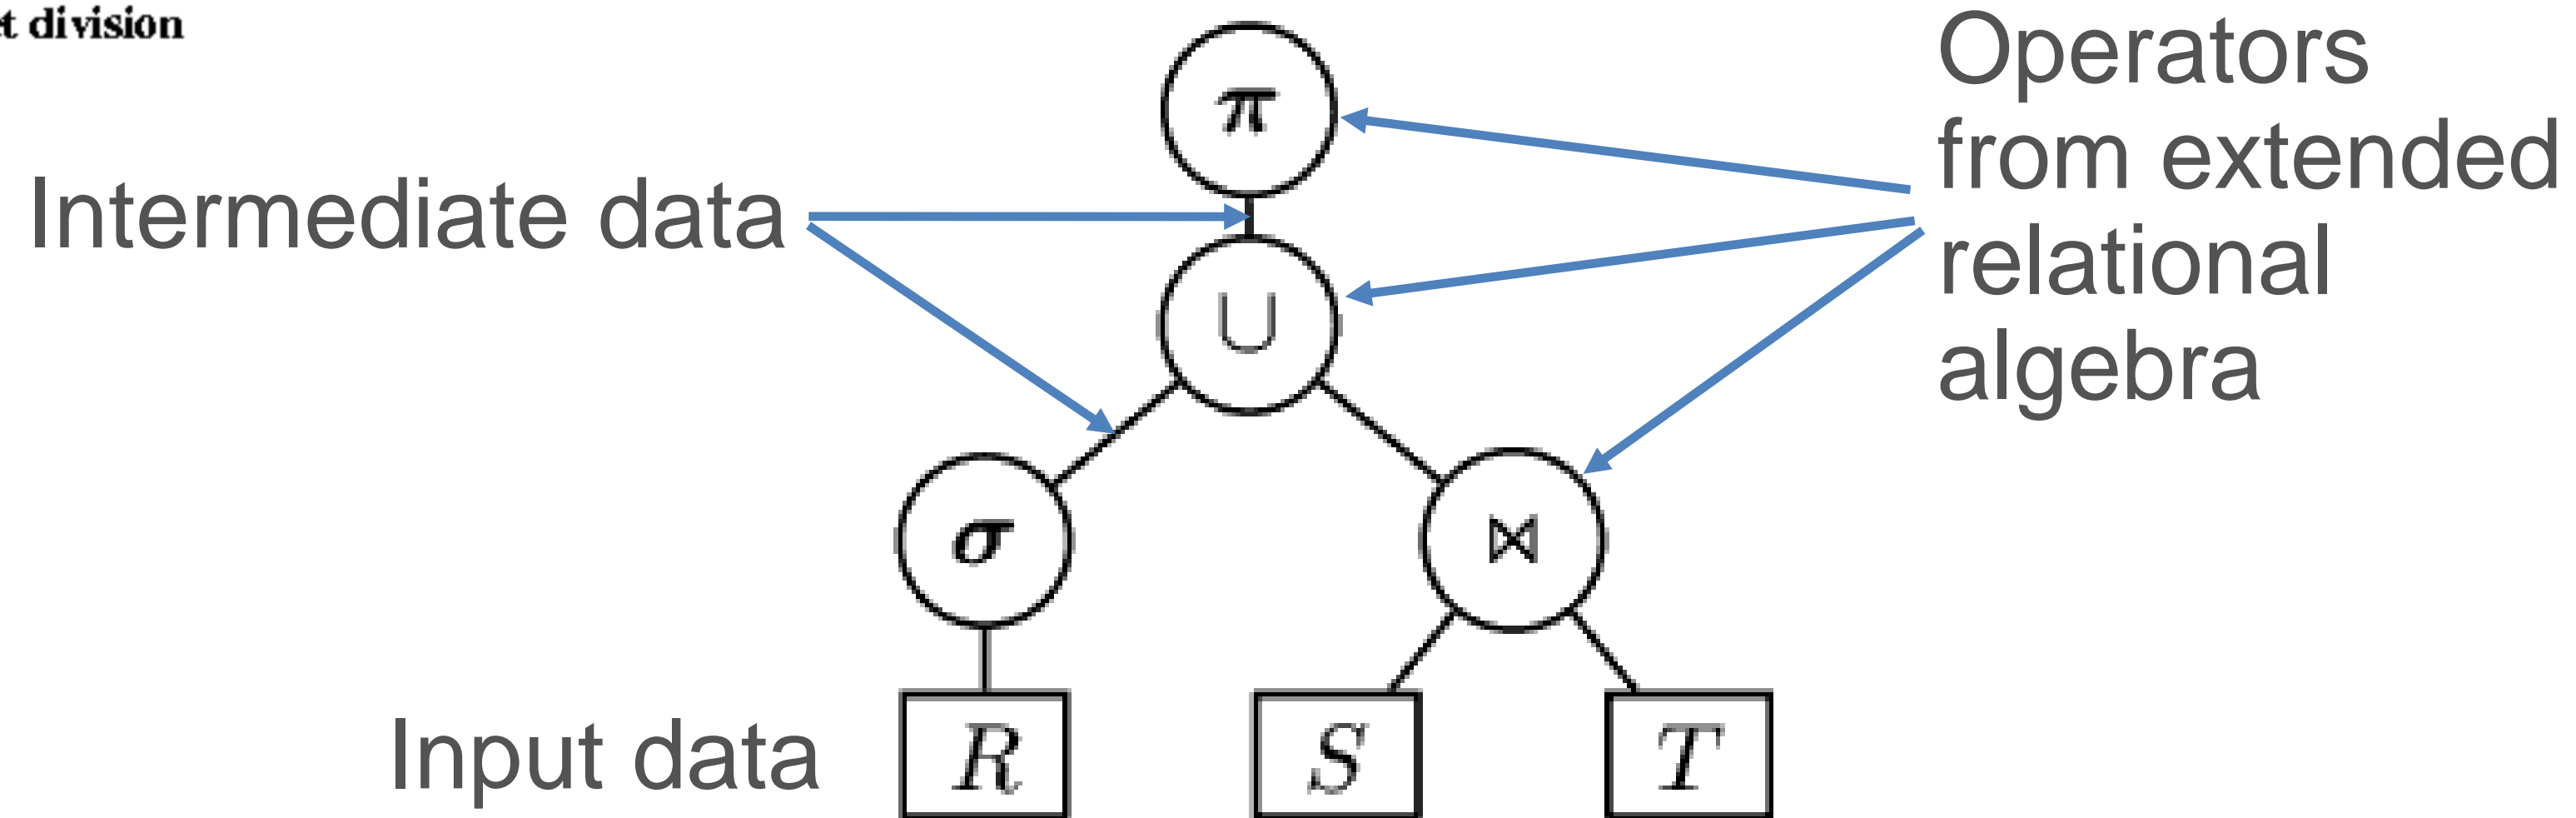 division
π
Operators
from extended
relational
algebra
Intermediate data
∪
σ
⋈
Input data
R
S
T